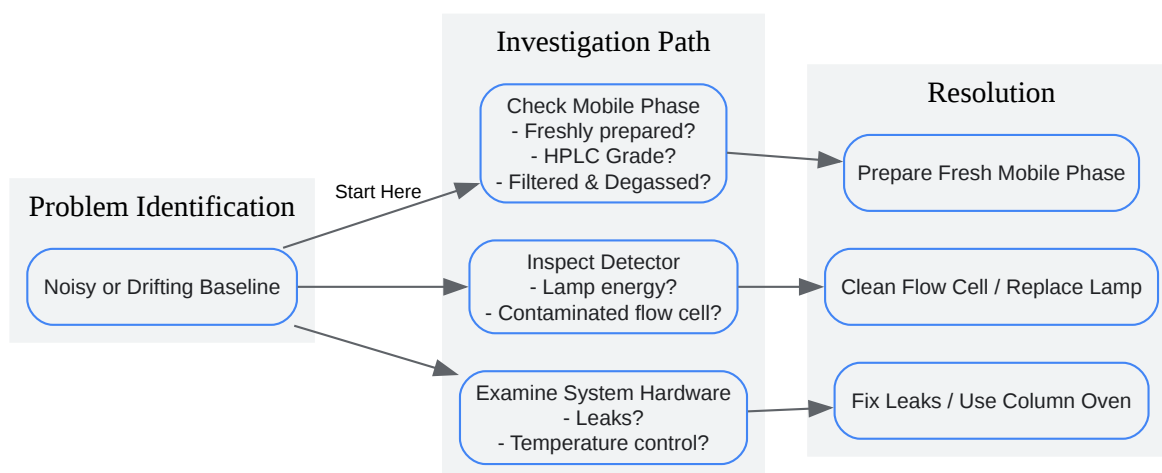 Problem Identification
Noisy or Drifting Baseline
Start Here
Investigation Path
Check Mobile Phase
- Freshly prepared?
- HPLC Grade?
- Filtered & Degassed?
Inspect Detector
- Lamp energy?
- Contaminated flow cell?
Examine System Hardware
- Leaks?
- Temperature control?
Resolution
Prepare Fresh Mobile Phase
Clean Flow Cell / Replace Lamp
Fix Leaks / Use Column Oven